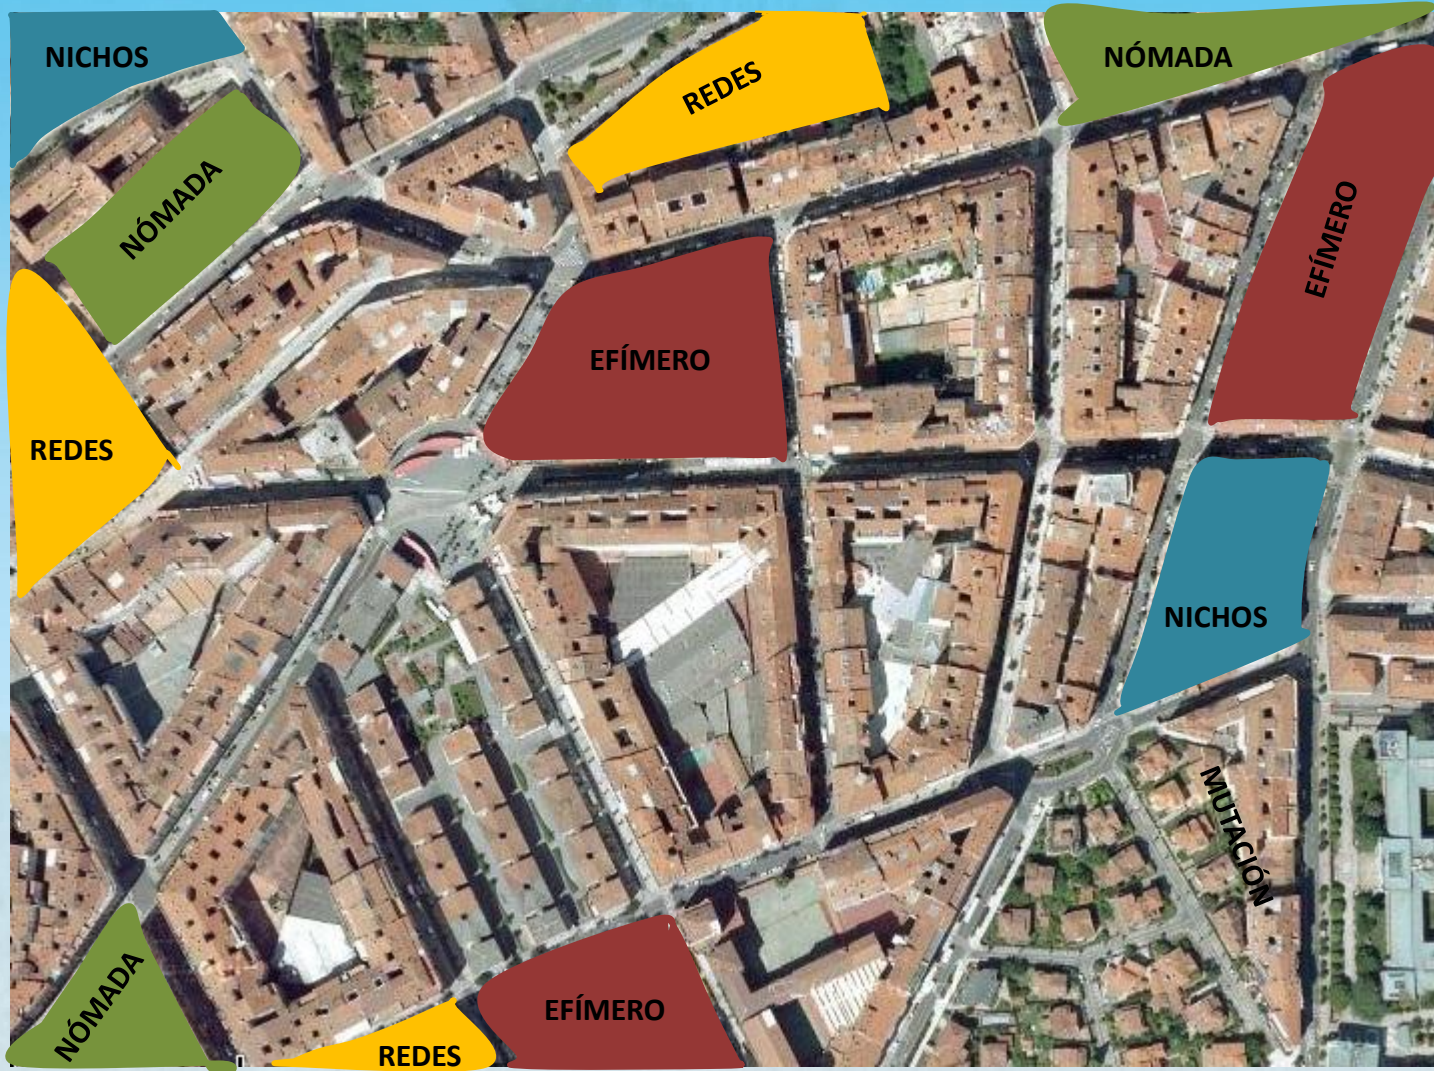 NICHOS
REDES
NÓMADA
NÓMADA
EFÍMERO
EFÍMERO
REDES
NICHOS
MUTACIÓN
NÓMADA
EFÍMERO
REDES